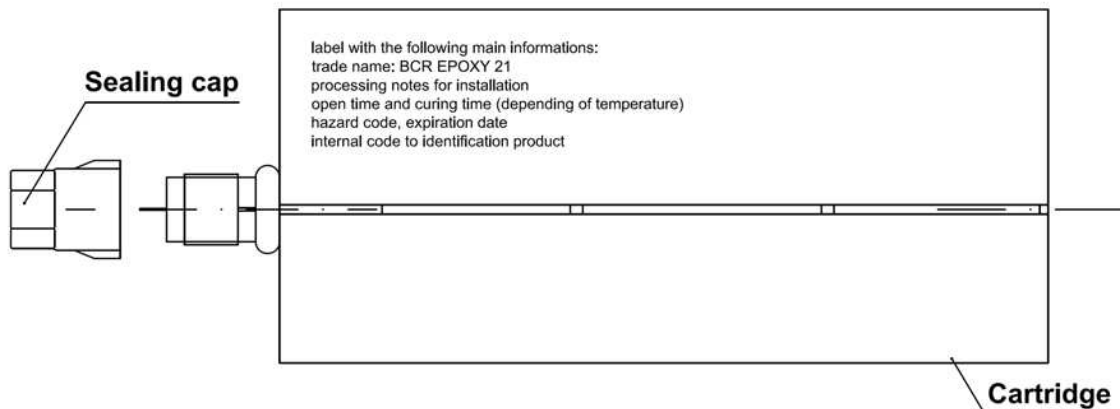 label with the following main informations:
trade name: BCR EPOXY 21
processing notes for installation
open time and curing time (depending of temperature)
hazard code, expiration date
internal code to identification product
Sealing cap
Cartridge